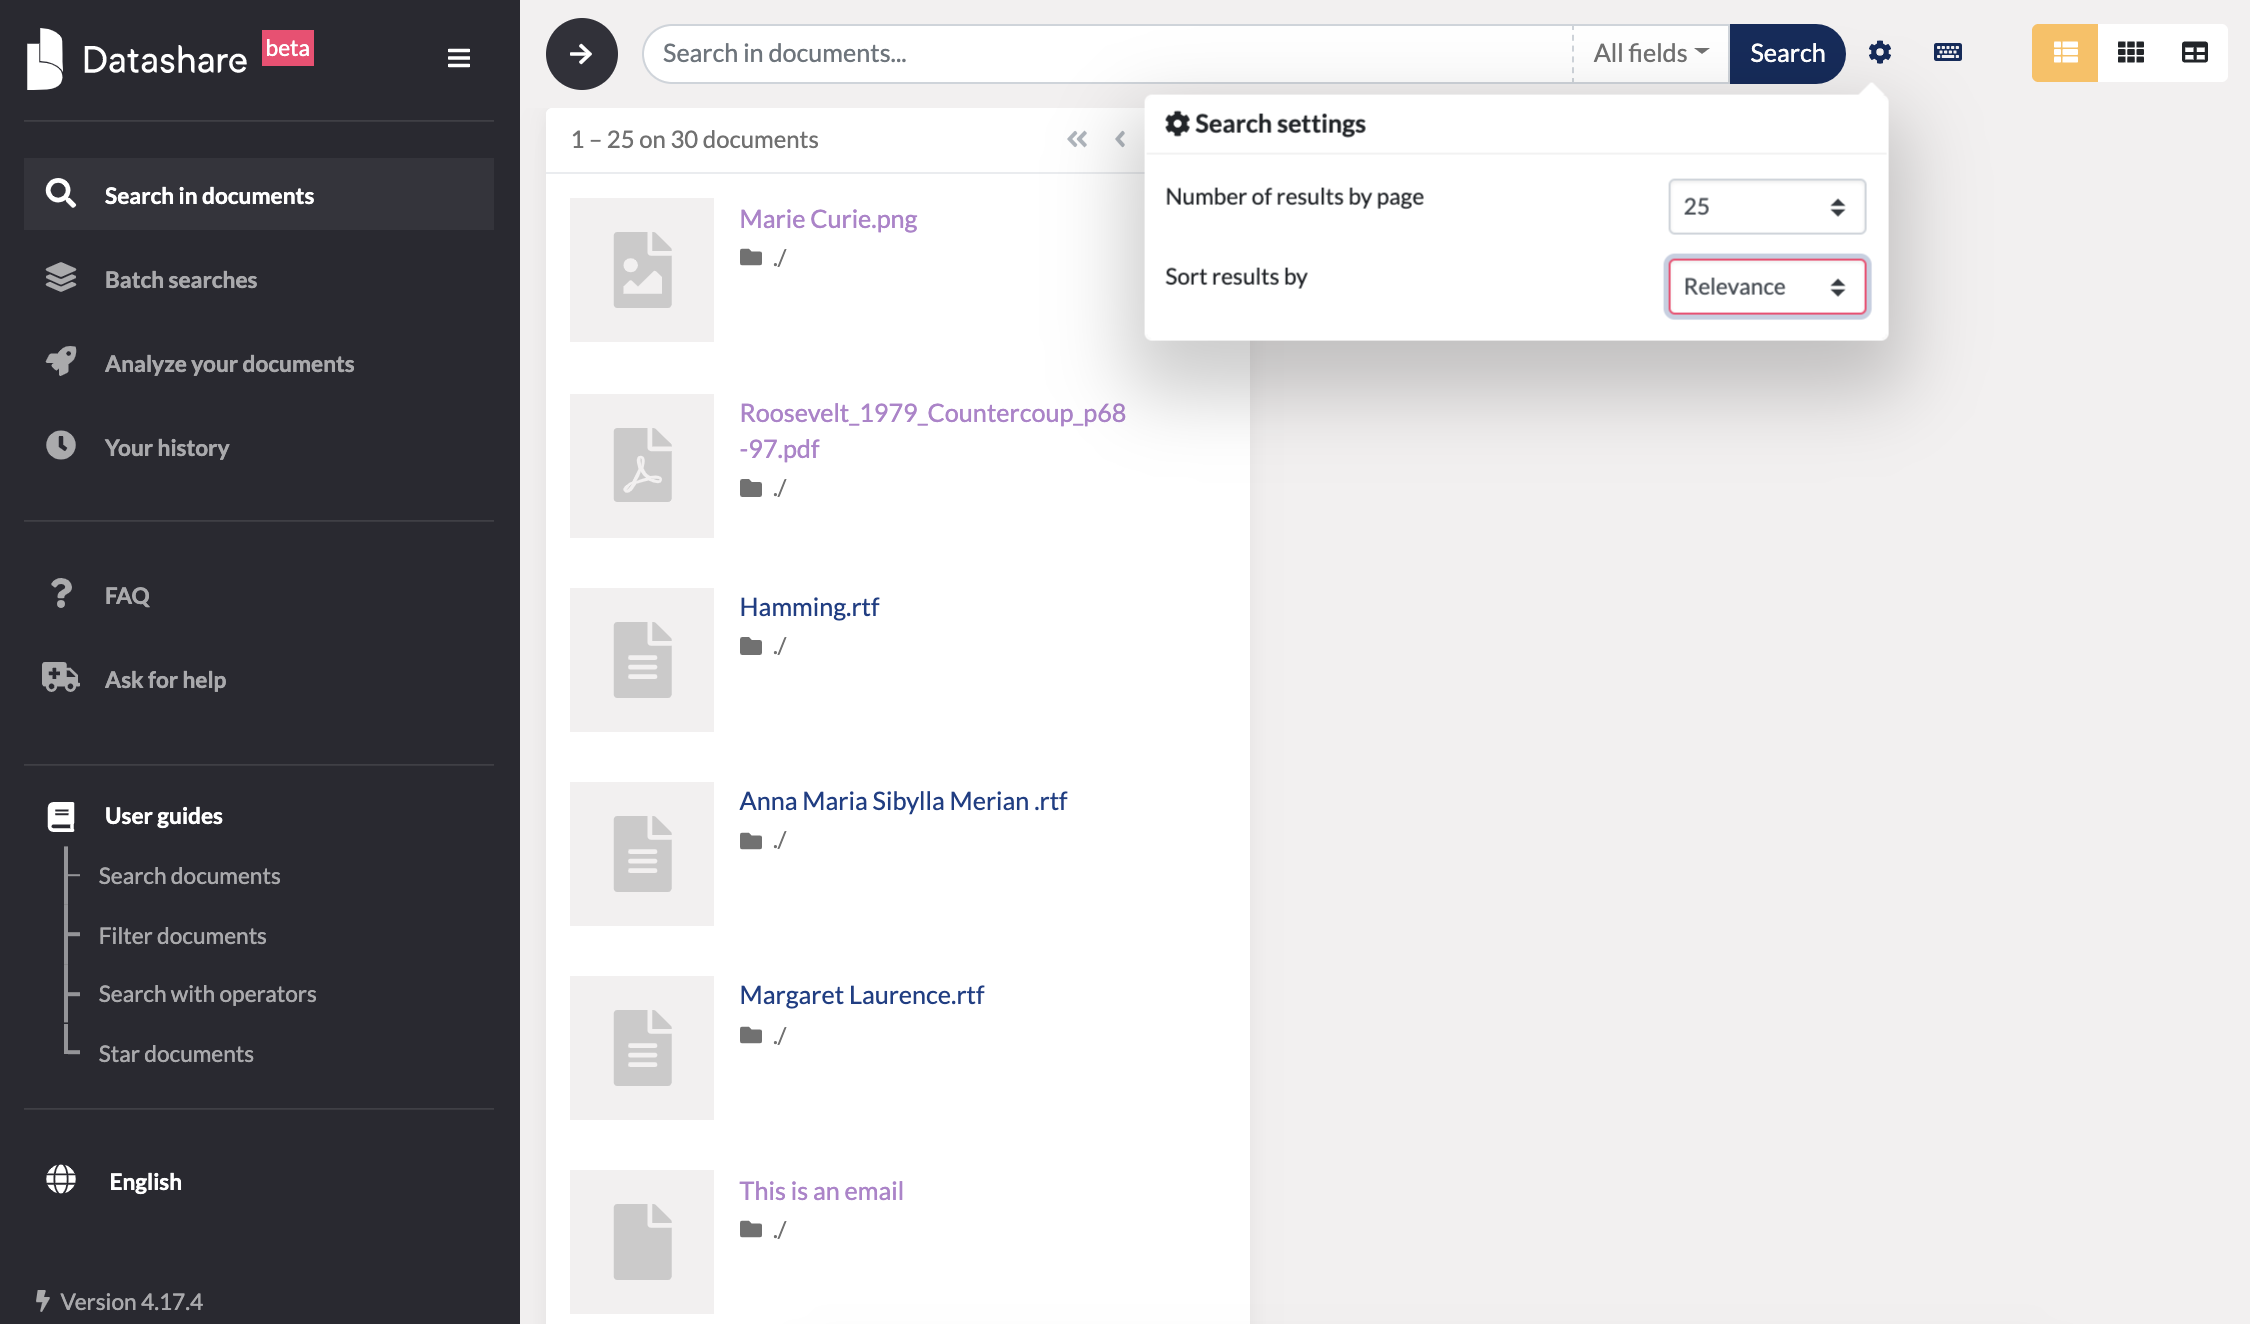 Datashare beta
Search in documents
Batch searches
Analyze your documents
Your history
FAQ
Ask for help
User guides
Search documents
Filter documents
Search with operators
Star documents
English
Version 4.17.4
Search in documents...
All fields
Search
1 – 25 on 30 documents
Search settings
Number of results by page
25
Sort results by
Relevance
Marie Curie.png
./
Roosevelt_1979_Countercoup_p68
-97.pdf
./
Hamming.rtf
./
Anna Maria Sibylla Merian .rtf
./
Margaret Laurence.rtf
./
This is an email
./